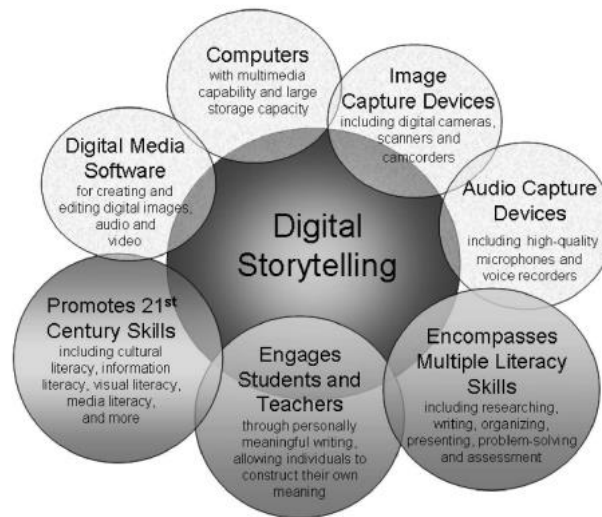 Computers
with multimedia
capability and large
storage capacity
Image
Capture Devices
including digital cameras,
scanners and
camcorders
Digital Media
Software
for creating and
editing digital images,
audio and
video
Audio Capture
Devices
including high-quality
microphones and
voice recorders
Digital
Storytelling
Promotes 21st
Century Skills
including cultural
literacy, information
literacy, visual literacy,
media literacy,
and more
Engages
Students and
Teachers
through personally
meaningful writing,
allowing individuals to
construct their own
meaning
Encompasses
Multiple Literacy
Skills
including researching,
writing, organizing,
presenting, problem-solving
and assessment